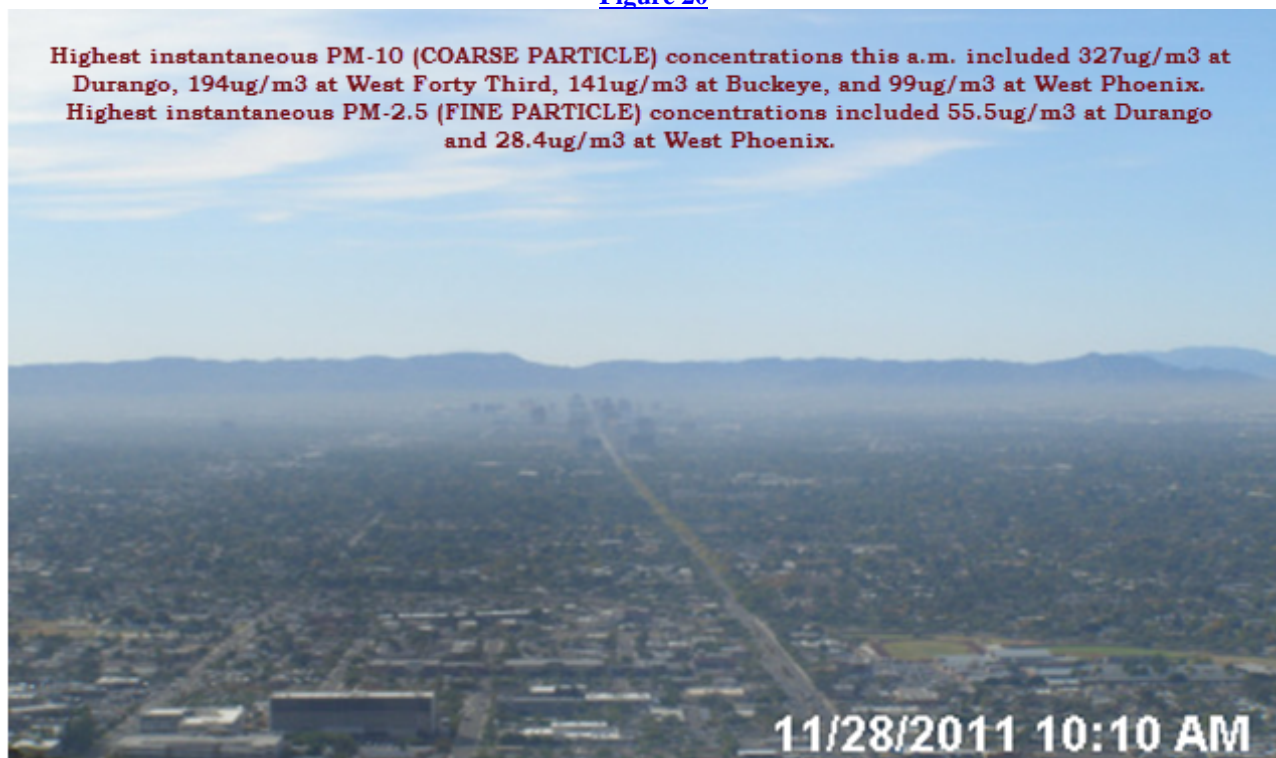 Figure 20
Highest instantaneous PM-10 (COARSE PARTICLE) concentrations this a.m. included 327ug/m3 at
Durango, 194ug/m3 at West Forty Third, 141ug/m3 at Buckeye, and 99ug/m3 at West Phoenix.
Highest instantaneous PM-2.5 (FINE PARTICLE) concentrations included 55.5ug/m3 at Durango
and 28.4ug/m3 at West Phoenix.
11/28/2011 10:10 AM